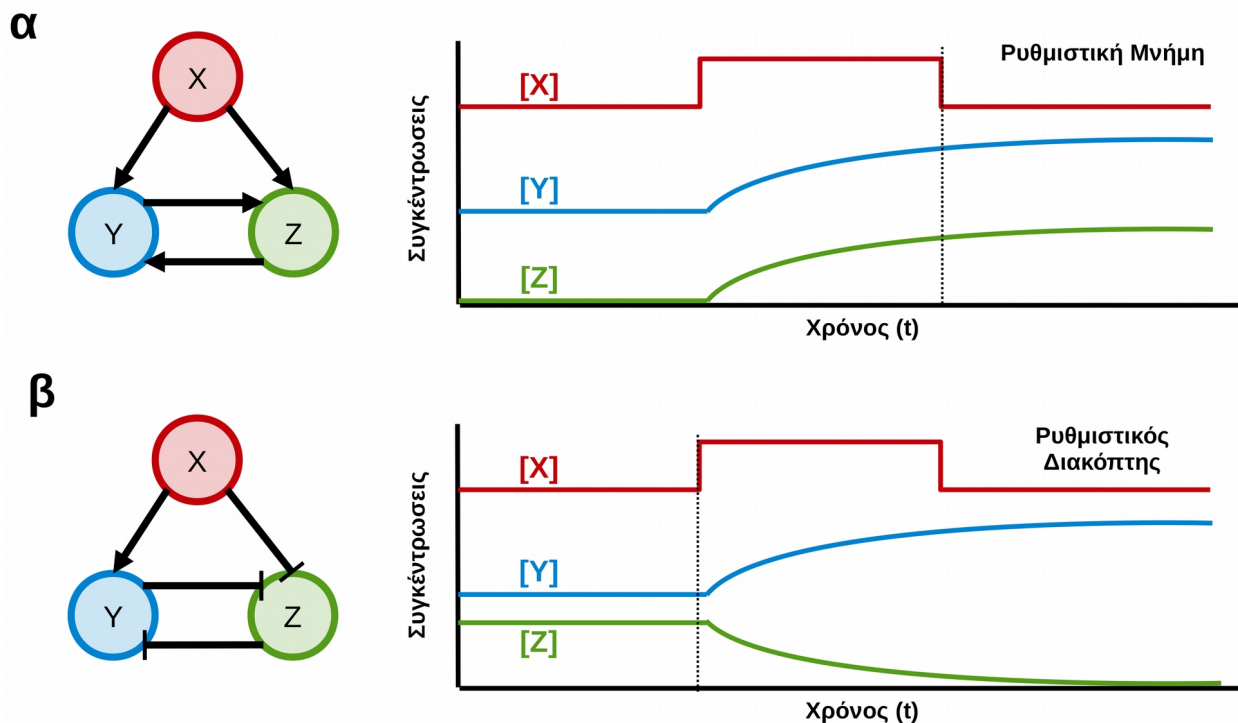 α
X
Y
Z
Συγκέντρωσεις
[X]
[Y]
[Z]
Ρυθμιστική Μνήμη
Χρόνος (t)
β
X
Y
Z
Συγκέντρωσεις
[X]
[Y]
[Z]
Ρυθμιστικός
Διακόπτης
Χρόνος (t)